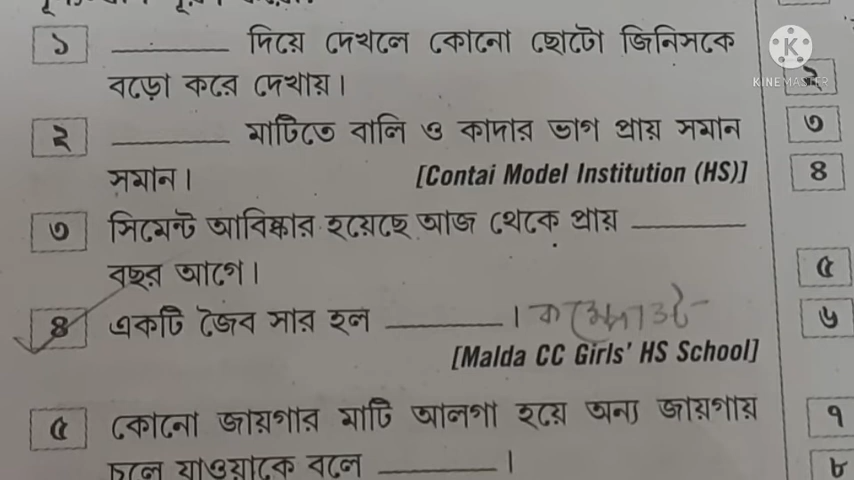 ১ ________ দিয়ে দেখলে কোনো ছোটো জিনিসকে
বড়ো করে দেখায়।
২ ________ মাটিতে বালি ও কাদার ভাগ প্রায় সমান
সমান। [Contai Model Institution (HS)]
৩ সিমেন্ট আবিষ্কার হয়েছে আজ থেকে প্রায় ________
বছর আগে।
৪ একটি জৈব সার হল ________।
[Malda CC Girls' HS School]
৫ কোনো জায়গার মাটি আলগা হয়ে অন্য জায়গায়
চলে যাওয়াকে বলে ________।
২
৩
৪
৫
৬
৭
৮
KINEMASTER